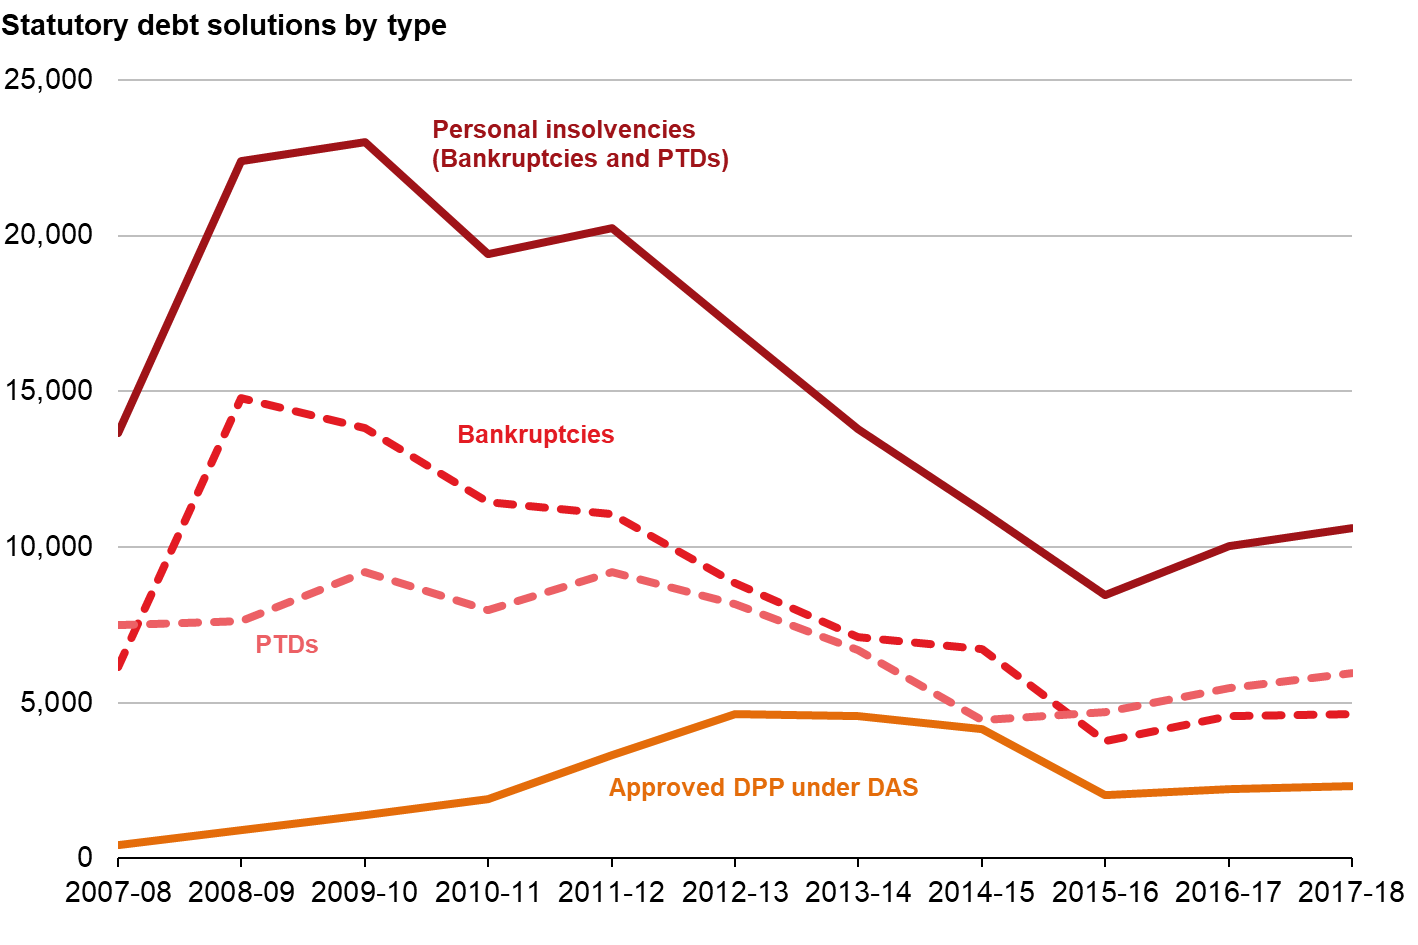 Statutory debt solutions by type
25,000
20,000
15,000
10,000
5,000
0
Personal insolvencies
(Bankruptcies and PTDs)
Bankruptcies
PTDs
Approved DPP under DAS
2007-08 2008-09 2009-10 2010-11 2011-12 2012-13 2013-14 2014-15 2015-16 2016-17 2017-18